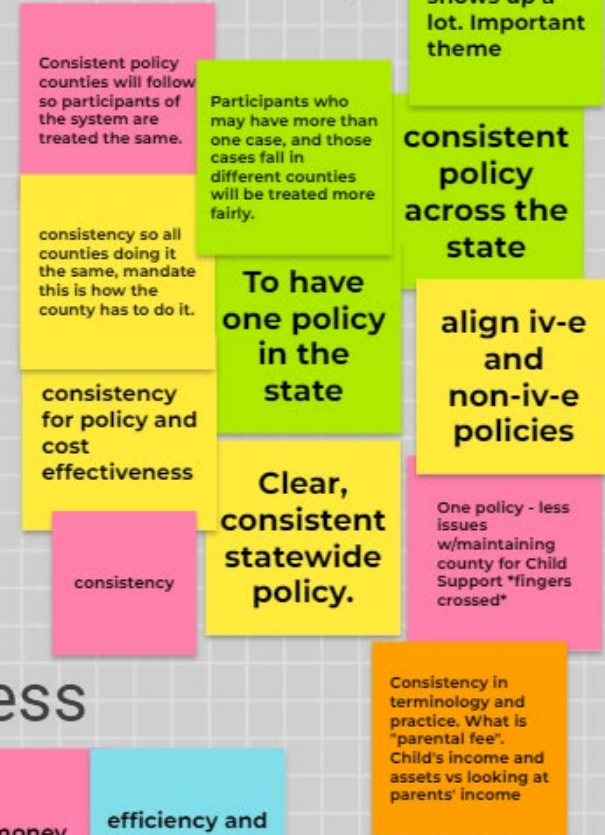 lot. Important
theme
Consistent policy
counties will follow
so participants of
the system are
treated the same.
Participants who
may have more than
one case, and those
cases fall in
different counties
will be treated more
fairly.
consistent
policy
across the
state
consistency so all
counties doing it
the same, mandate
this is how the
county has to do it.
To have
one policy
in the
state
align iv-e
and
non-iv-e
policies
consistency
for policy and
cost
effectiveness
Clear,
consistent
statewide
policy.
One policy - less
issues
w/maintaining
county for Child
Support *fingers
crossed*
consistency
Consistency in
terminology and
practice. What is
"parental fee".
Child's income and
assets vs looking at
parents' income
ess
money
efficiency and